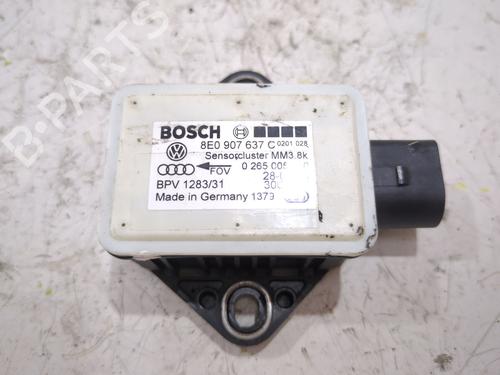 BOSCH
8E0 907 637 C 0201 028
Sensorcluster MM3.8k
FOV 0 265 005
BPV 1283/31
Made in Germany 1379